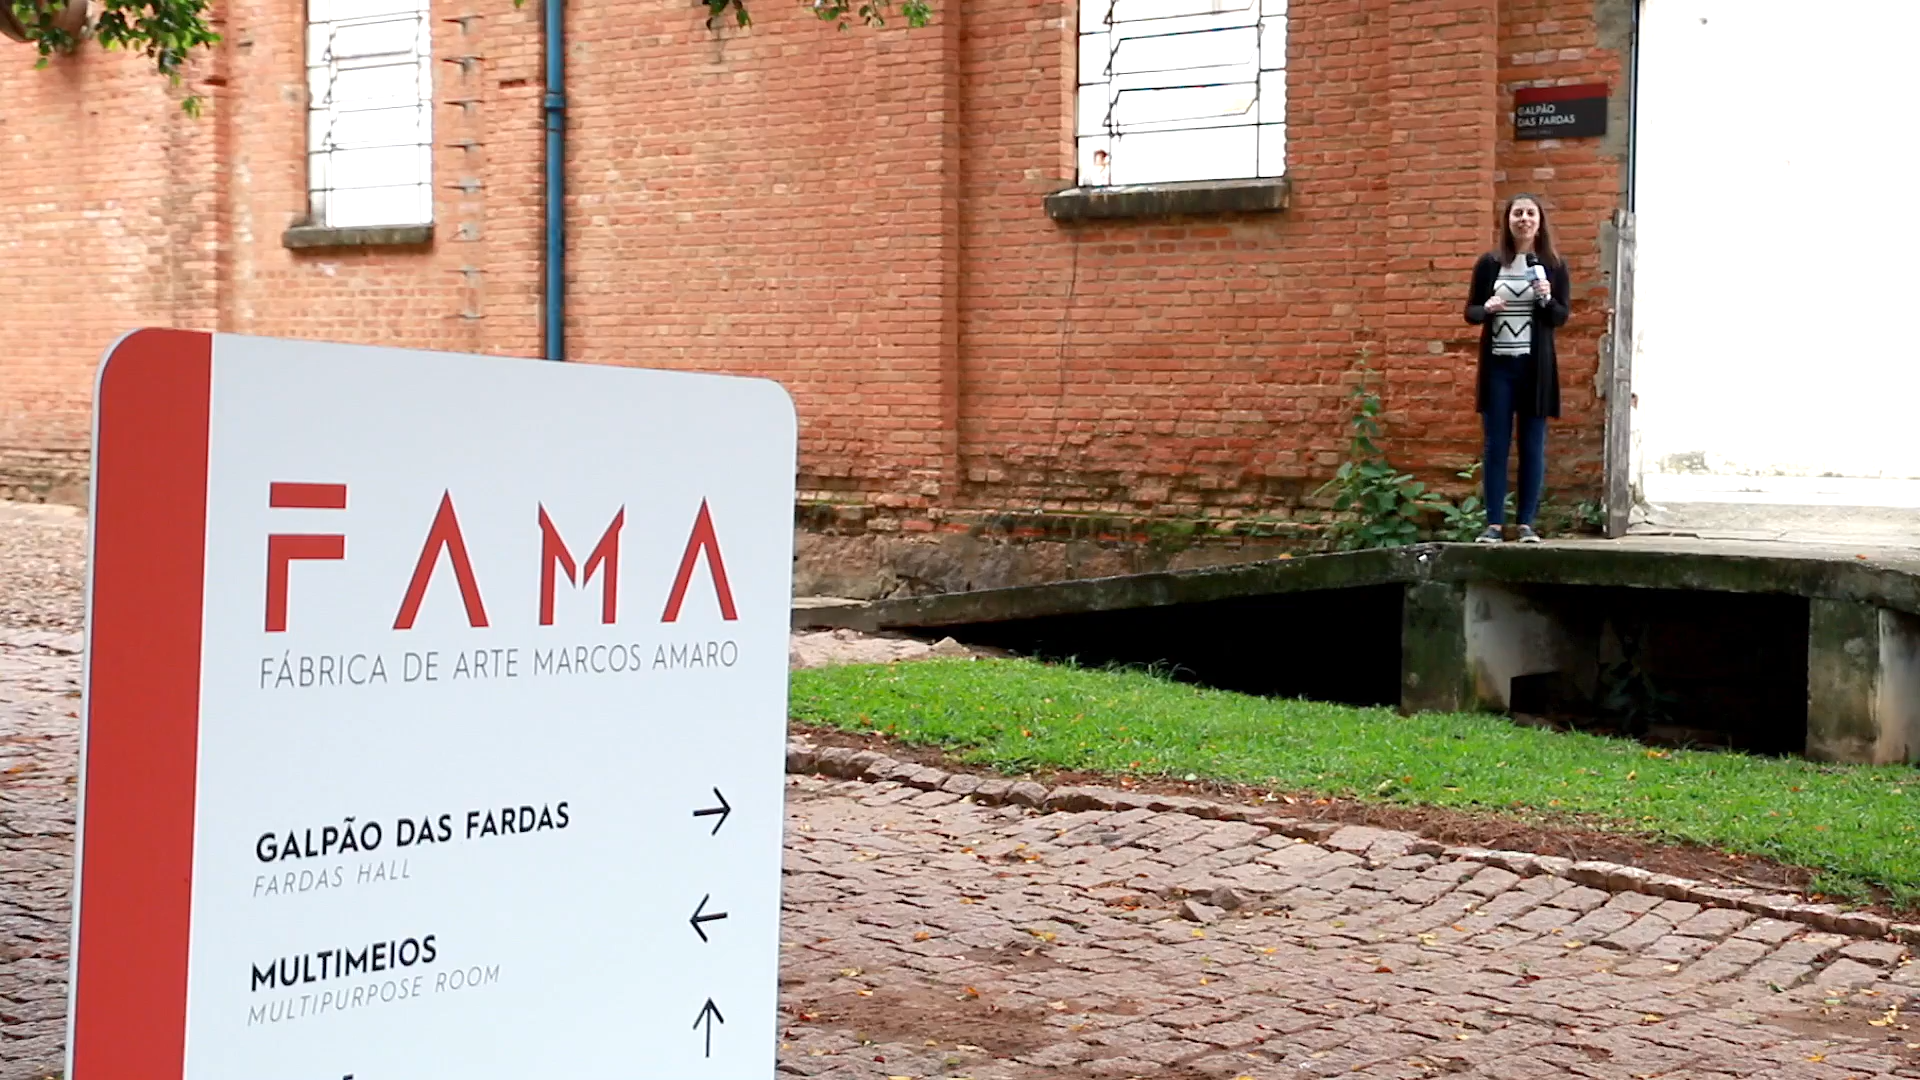 FAMA
FÁBRICA DE ARTE MARCOS AMARO
GALPÃO DAS FARDAS
FARDAS HALL
MULTIMEIOS
MULTIPURPOSE ROOM
GALPÃO
DAS FARDAS